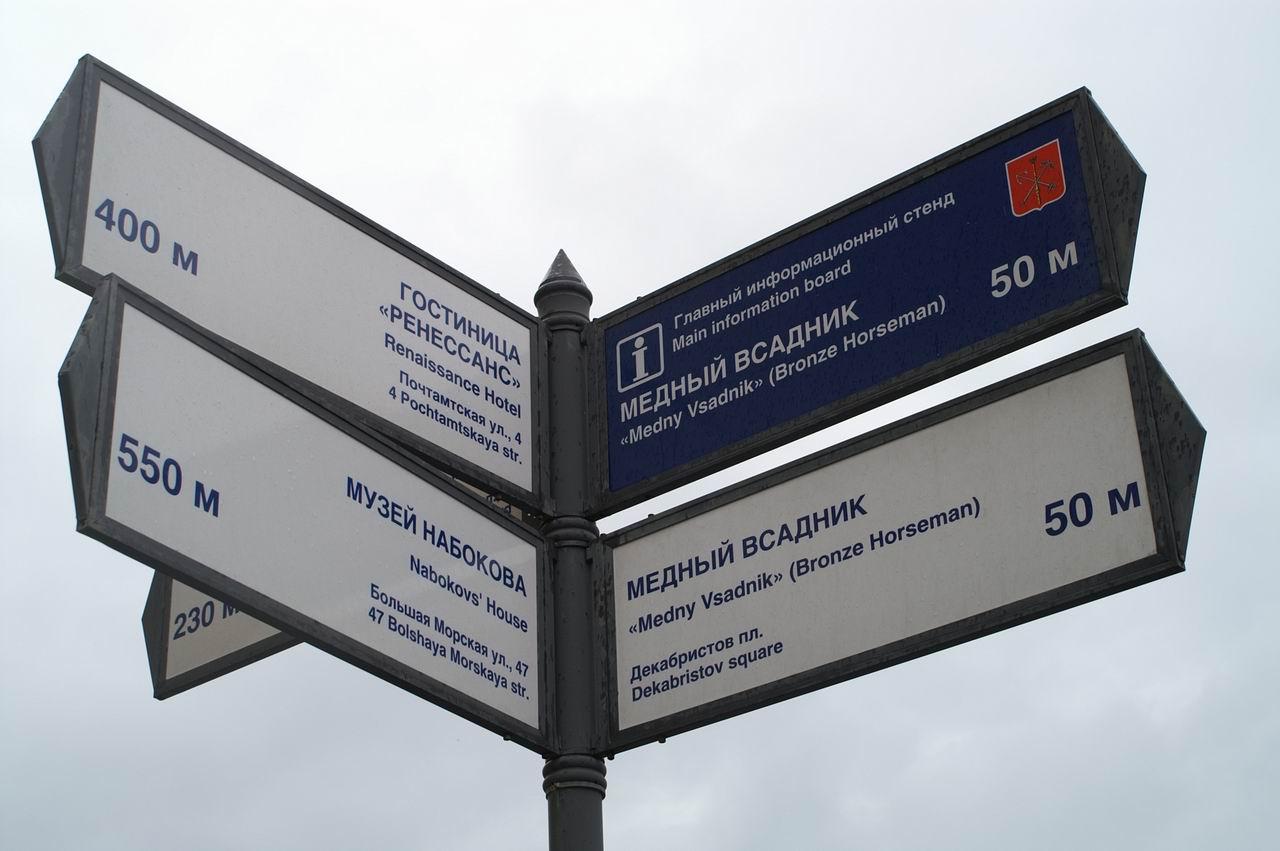 400 м
ГОСТИНИЦА
«РЕНЕССАНС»
Renaissance Hotel
Почтамтская ул., 4
4 Pochtamtskaya str.
550 м
МУЗЕЙ НАБОКОВА
Nabokovs' House
Большая Морская ул., 47
47 Bolshaya Morskaya str.
230 м
Главный информационный стенд
Main information board
МЕДНЫЙ ВСАДНИК
«Medny Vsadnik» (Bronze Horseman)
50 м
МЕДНЫЙ ВСАДНИК
«Medny Vsadnik» (Bronze Horseman)
50 м
Декабристов пл.
Dekabristov square